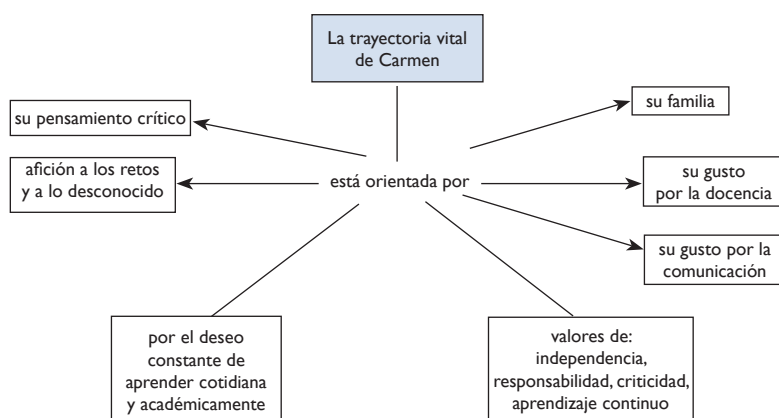 La trayectoria vital
de Carmen
su pensamiento crítico
su familia
afición a los retos
y a lo desconocido
está orientada por
su gusto
por la docencia
su gusto por la
comunicación
por el deseo
constante de
aprender cotidiana
y académicamente
valores de:
independencia,
responsabilidad, criticidad,
aprendizaje continuo